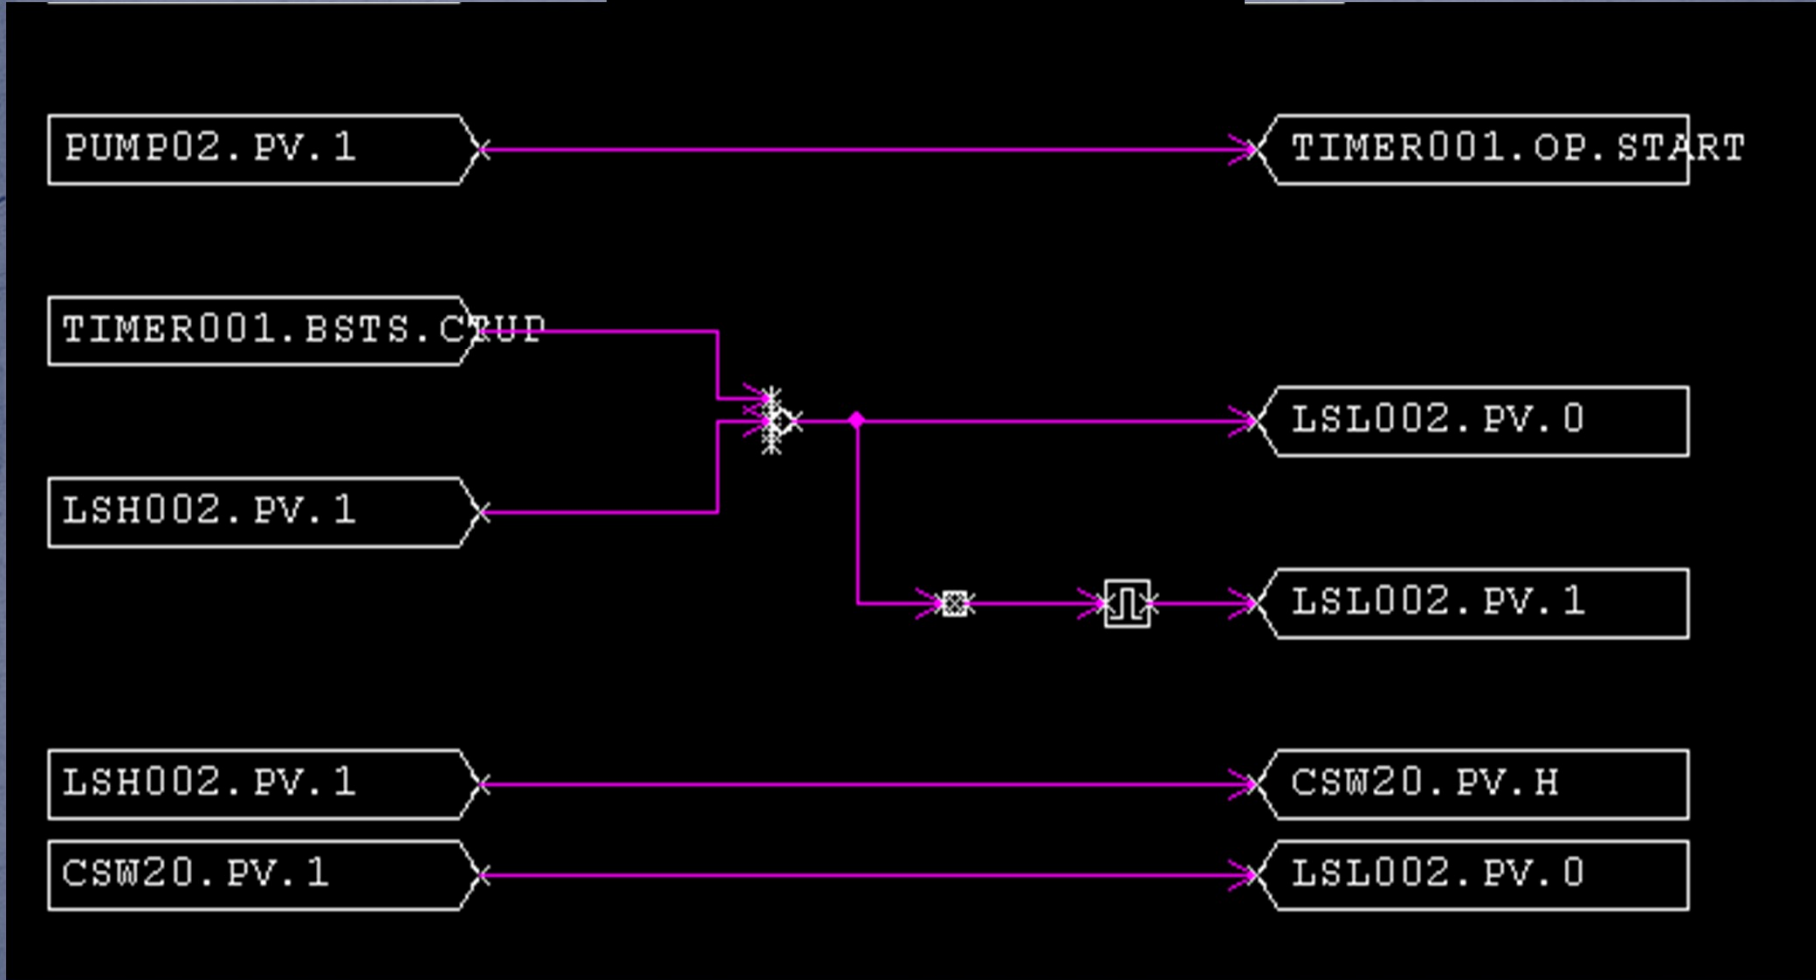 PUMP02.PV.1
TIMER001.OP.START
TIMER001.BSTS.CTUP
LSL002.PV.0
LSH002.PV.1
LSL002.PV.1
LSH002.PV.1
CSW20.PV.H
CSW20.PV.1
LSL002.PV.0